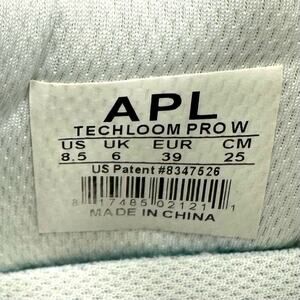 APL
TECHLOOM PRO W
US UK EUR CM
8.5 6 39 25
US Patent #8347526
8 17485 02121 1
MADE IN CHINA